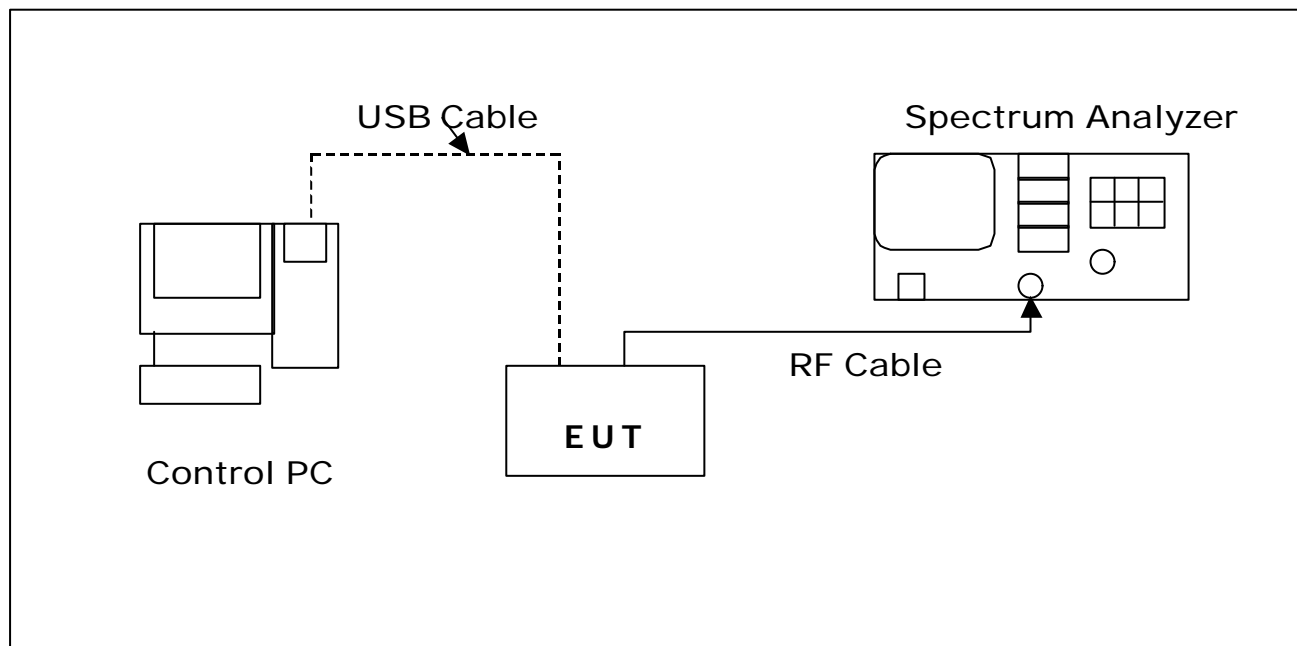 USB Cable
Spectrum Analyzer
RF Cable
EUT
Control PC